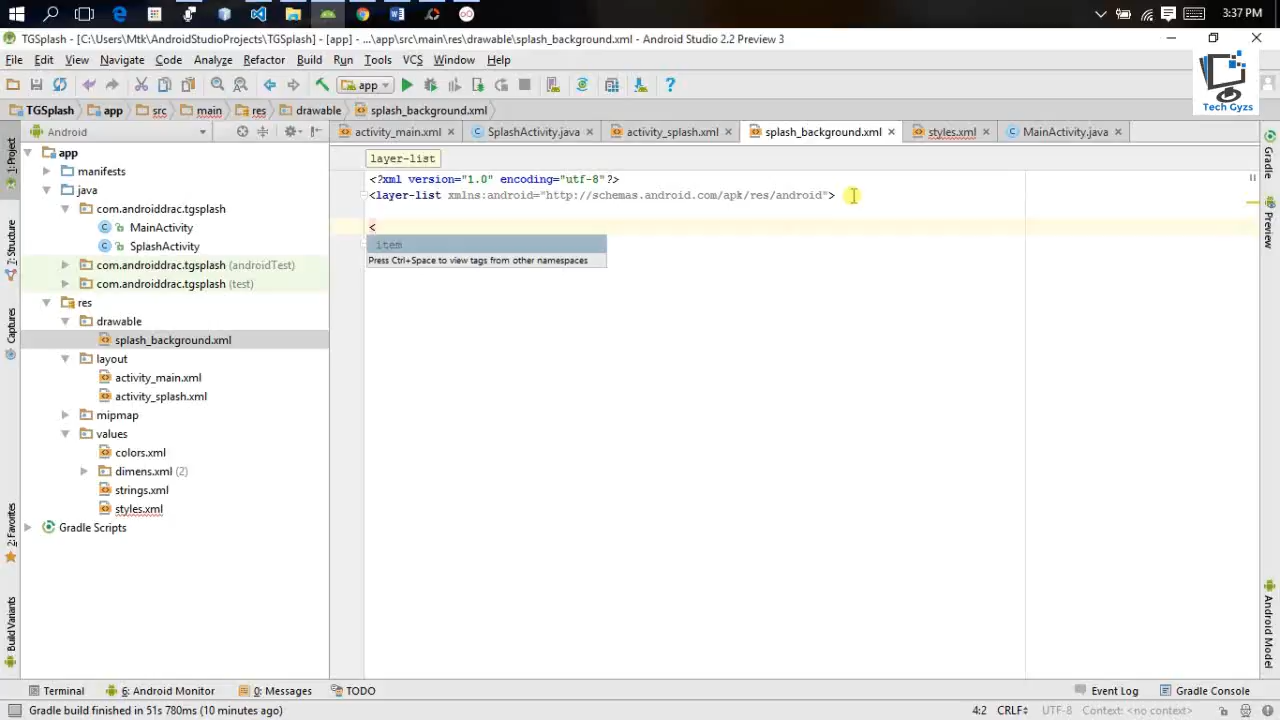 3:37 PM
TGSplash - [C:\Users\Mtk\AndroidStudioProjects\TGSplash] - [app] - ...\app\src\main\res\drawable\splash_background.xml - Android Studio 2.2 Preview 3
File Edit View Navigate Code Analyze Refactor Build Run Tools VCS Window Help
app
Tech Gyzs
TGSplash app src main res drawable splash_background.xml
Android
activity_main.xml SplashActivity.java activity_splash.xml splash_background.xml styles.xml MainActivity.java
layer-list
<?xml version="1.0" encoding="utf-8"?>
<layer-list xmlns:android="http://schemas.android.com/apk/res/android">
<
item
Press Ctrl+Space to view tags from other namespaces
app
manifests
java
com.androiddrac.tgsplash
MainActivity
SplashActivity
com.androiddrac.tgsplash (androidTest)
com.androiddrac.tgsplash (test)
res
drawable
splash_background.xml
layout
activity_main.xml
activity_splash.xml
mipmap
values
colors.xml
dimens.xml (2)
strings.xml
styles.xml
Gradle Scripts
1: Project
7: Structure
Captures
2: Favorites
Build Variants
Gradle
Preview
Android Model
Terminal 6: Android Monitor 0: Messages TODO Event Log Gradle Console
Gradle build finished in 51s 780ms (10 minutes ago) 4:2 CRLF UTF-8 Context: <no context>